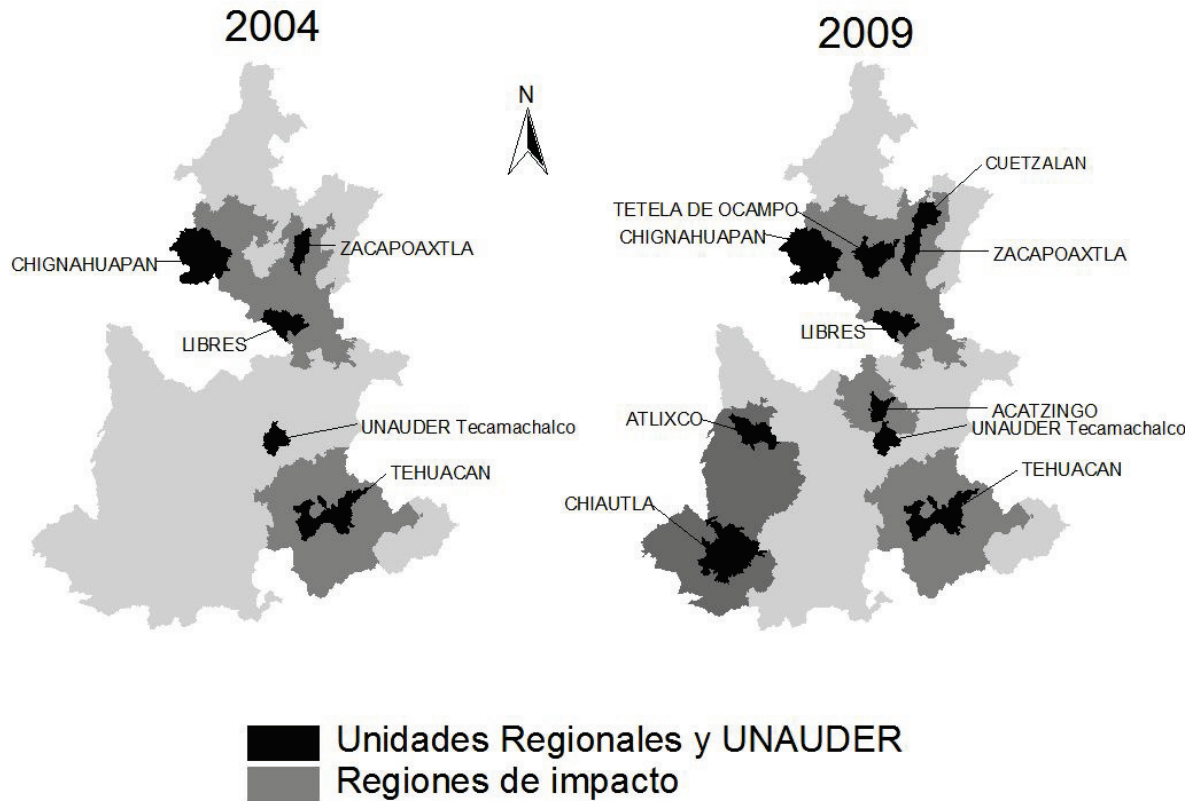 2004
2009
N
CUETZALAN
TETELA DE OCAMPO
CHIGNAHUAPAN
ZACAPOAXTLA
CHIGNAHUAPAN
ZACAPOAXTLA
LIBRES
LIBRES
UNAUDER Tecamachalco
ATLIXCO
ACATZINGO
UNAUDER Tecamachalco
TEHUACAN
TEHUACAN
CHIAUTLA
Unidades Regionales y UNAUDER
Regiones de impacto